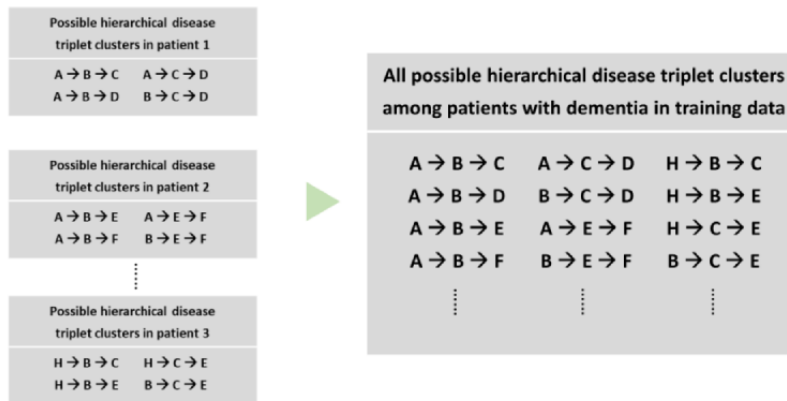 Possible hierarchical disease
triplet clusters in patient 1
A → B → C A → C → D
A → B → D B → C → D
Possible hierarchical disease
triplet clusters in patient 2
A → B → E A → E → F
A → B → F B → E → F
Possible hierarchical disease
triplet clusters in patient 3
H → B → C H → C → E
H → B → E B → C → E
All possible hierarchical disease triplet clusters
among patients with dementia in training data
A → B → C A → C → D H → B → C
A → B → D B → C → D H → B → E
A → B → E A → E → F H → C → E
A → B → F B → E → F B → C → E